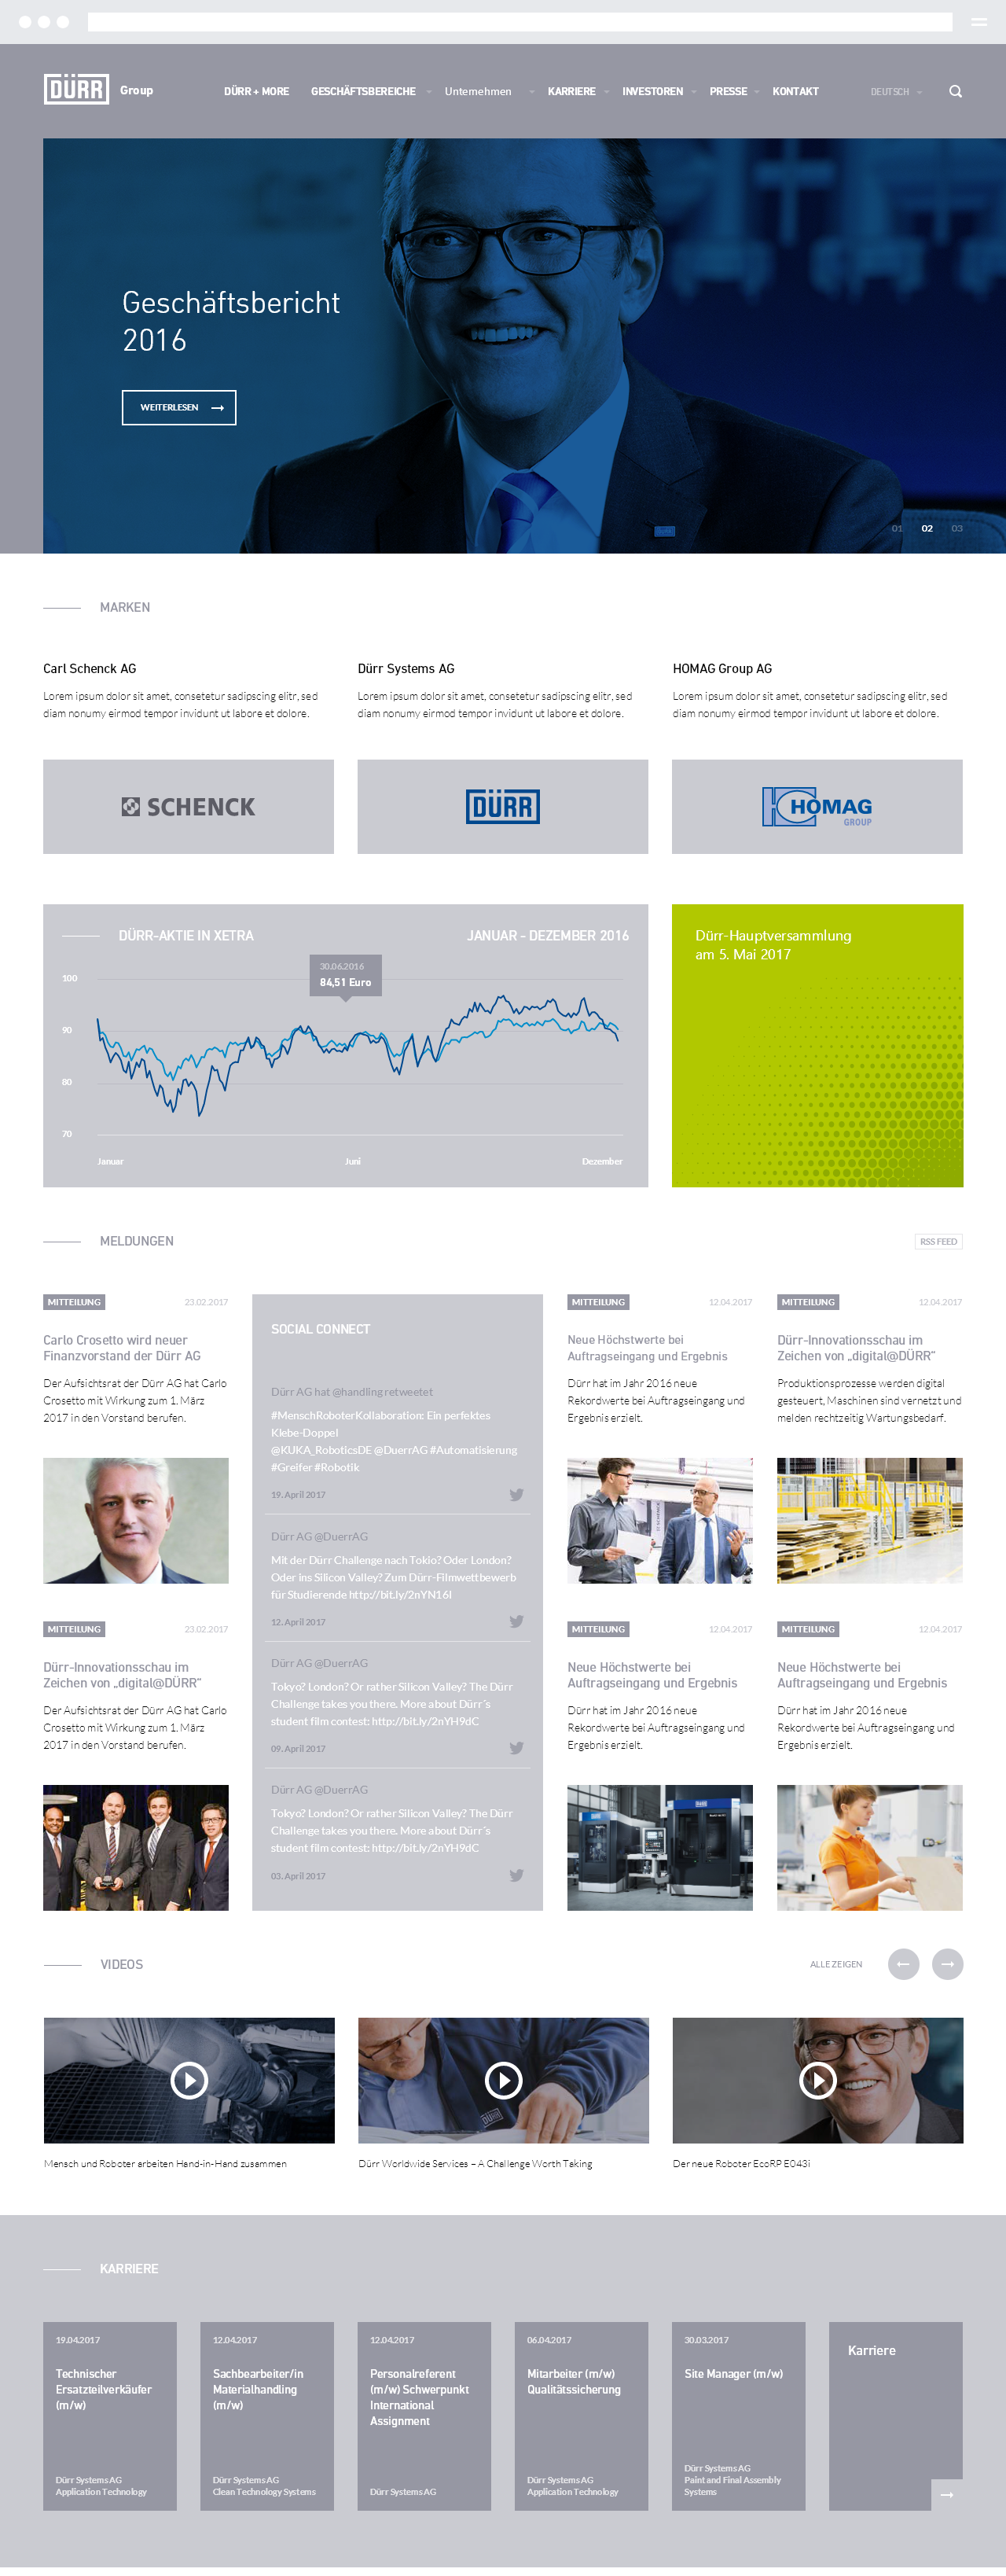 DÜRR Group
DÜRR + MORE GESCHÄFTSBEREICHE Unternehmen KARRIERE INVESTOREN PRESSE KONTAKT DEUTSCH
Geschäftsbericht
2016
WEITERLESEN
01 02 03
MARKEN
Carl Schenck AG
Lorem ipsum dolor sit amet, consetetur sadipscing elitr, sed
diam nonumy eirmod tempor invidunt ut labore et dolore.
SCHENCK
Dürr Systems AG
Lorem ipsum dolor sit amet, consetetur sadipscing elitr, sed
diam nonumy eirmod tempor invidunt ut labore et dolore.
DÜRR
HOMAG Group AG
Lorem ipsum dolor sit amet, consetetur sadipscing elitr, sed
diam nonumy eirmod tempor invidunt ut labore et dolore.
HOMAG
GROUP
DÜRR-AKTIE IN XETRA
JANUAR - DEZEMBER 2016
30.06.2016
84,51 Euro
100
90
80
70
Januar Juni Dezember
Dürr-Hauptversammlung
am 5. Mai 2017
MELDUNGEN
RSS FEED
MITTEILUNG 23.02.2017
Carlo Crosetto wird neuer
Finanzvorstand der Dürr AG
Der Aufsichtsrat der Dürr AG hat Carlo
Crosetto mit Wirkung zum 1. März
2017 in den Vorstand berufen.
MITTEILUNG 23.02.2017
Dürr-Innovationsschau im
Zeichen von „digital@DÜRR"
Der Aufsichtsrat der Dürr AG hat Carlo
Crosetto mit Wirkung zum 1. März
2017 in den Vorstand berufen.
SOCIAL CONNECT
Dürr AG hat @handling retweetet
#MenschRoboterKollaboration: Ein perfektes
Klebe-Doppel
@KUKA_RoboticsDE @DuerrAG #Automatisierung
#Greifer #Robotik
19. April 2017
Dürr AG @DuerrAG
Mit der Dürr Challenge nach Tokio? Oder London?
Oder ins Silicon Valley? Zum Dürr-Filmwettbewerb
für Studierende http://bit.ly/2nYN16I
12. April 2017
Dürr AG @DuerrAG
Tokyo? London? Or rather Silicon Valley? The Dürr
Challenge takes you there. More about Dürr´s
student film contest: http://bit.ly/2nYH9dC
09. April 2017
Dürr AG @DuerrAG
Tokyo? London? Or rather Silicon Valley? The Dürr
Challenge takes you there. More about Dürr´s
student film contest: http://bit.ly/2nYH9dC
03. April 2017
MITTEILUNG 12.04.2017
Neue Höchstwerte bei
Auftragseingang und Ergebnis
Dürr hat im Jahr 2016 neue
Rekordwerte bei Auftragseingang und
Ergebnis erzielt.
MITTEILUNG 12.04.2017
Dürr-Innovationsschau im
Zeichen von „digital@DÜRR"
Produktionsprozesse werden digital
gesteuert, Maschinen sind vernetzt und
melden rechtzeitig Wartungsbedarf.
MITTEILUNG 12.04.2017
Neue Höchstwerte bei
Auftragseingang und Ergebnis
Dürr hat im Jahr 2016 neue
Rekordwerte bei Auftragseingang und
Ergebnis erzielt.
MITTEILUNG 12.04.2017
Neue Höchstwerte bei
Auftragseingang und Ergebnis
Dürr hat im Jahr 2016 neue
Rekordwerte bei Auftragseingang und
Ergebnis erzielt.
VIDEOS
ALLE ZEIGEN
DÜRR
Mensch und Roboter arbeiten Hand-in-Hand zusammen
Dürr Worldwide Services – A Challenge Worth Taking
Der neue Roboter EcoRP E043i
KARRIERE
19.04.2017
Technischer
Ersatzteilverkäufer
(m/w)
Dürr Systems AG
Application Technology
12.04.2017
Sachbearbeiter/in
Materialhandling
(m/w)
Dürr Systems AG
Clean Technology Systems
12.04.2017
Personalreferent
(m/w) Schwerpunkt
International
Assignment
Dürr Systems AG
06.04.2017
Mitarbeiter (m/w)
Qualitätssicherung
Dürr Systems AG
Application Technology
30.03.2017
Site Manager (m/w)
Dürr Systems AG
Paint and Final Assembly
Systems
Karriere